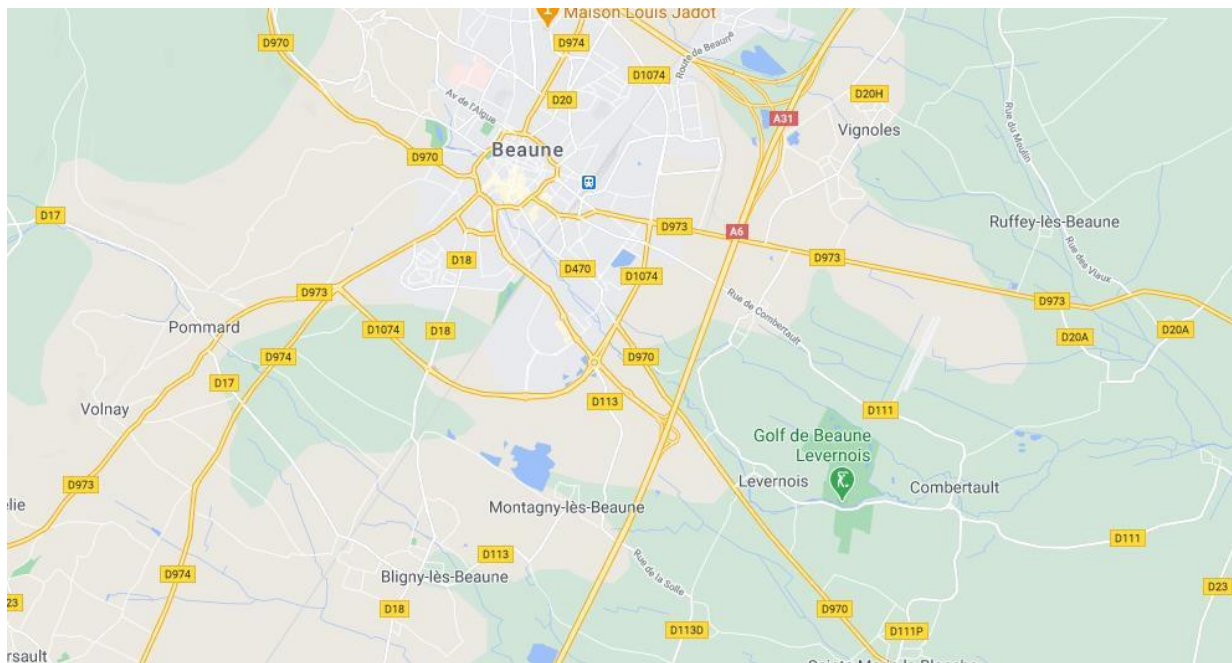 Maison Louis Jadot
D970
D974
Route de Beaune
D1074
D20
D20H
Av de l'Aigue
A31
Vignoles
Rue du Moulin
Beaune
D970
D17
D973
A6
Ruffey-lès-Beaune
D18
D470
D1074
D973
Rue des Viaux
D973
Rue de Combertault
D973
Pommard
D1074
D18
D20A
D20A
D974
D970
D17
D113
Volnay
D111
Golf de Beaune
Levernois
D973
Levernois
Combertault
Montagny-lès-Beaune
D111
D113
Rue de la Solle
D974
Bligny-lès-Beaune
D23
D18
D970
D113D
D111P